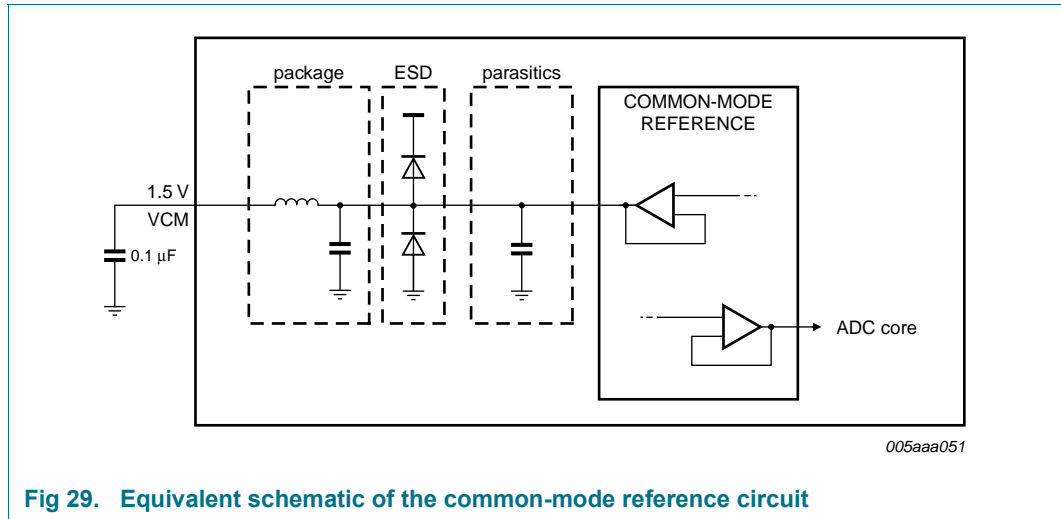 package
ESD
parasitics
COMMON-MODE
REFERENCE
1.5 V
VCM
0.1 μF
ADC core
005aaa051
Fig 29. Equivalent schematic of the common-mode reference circuit